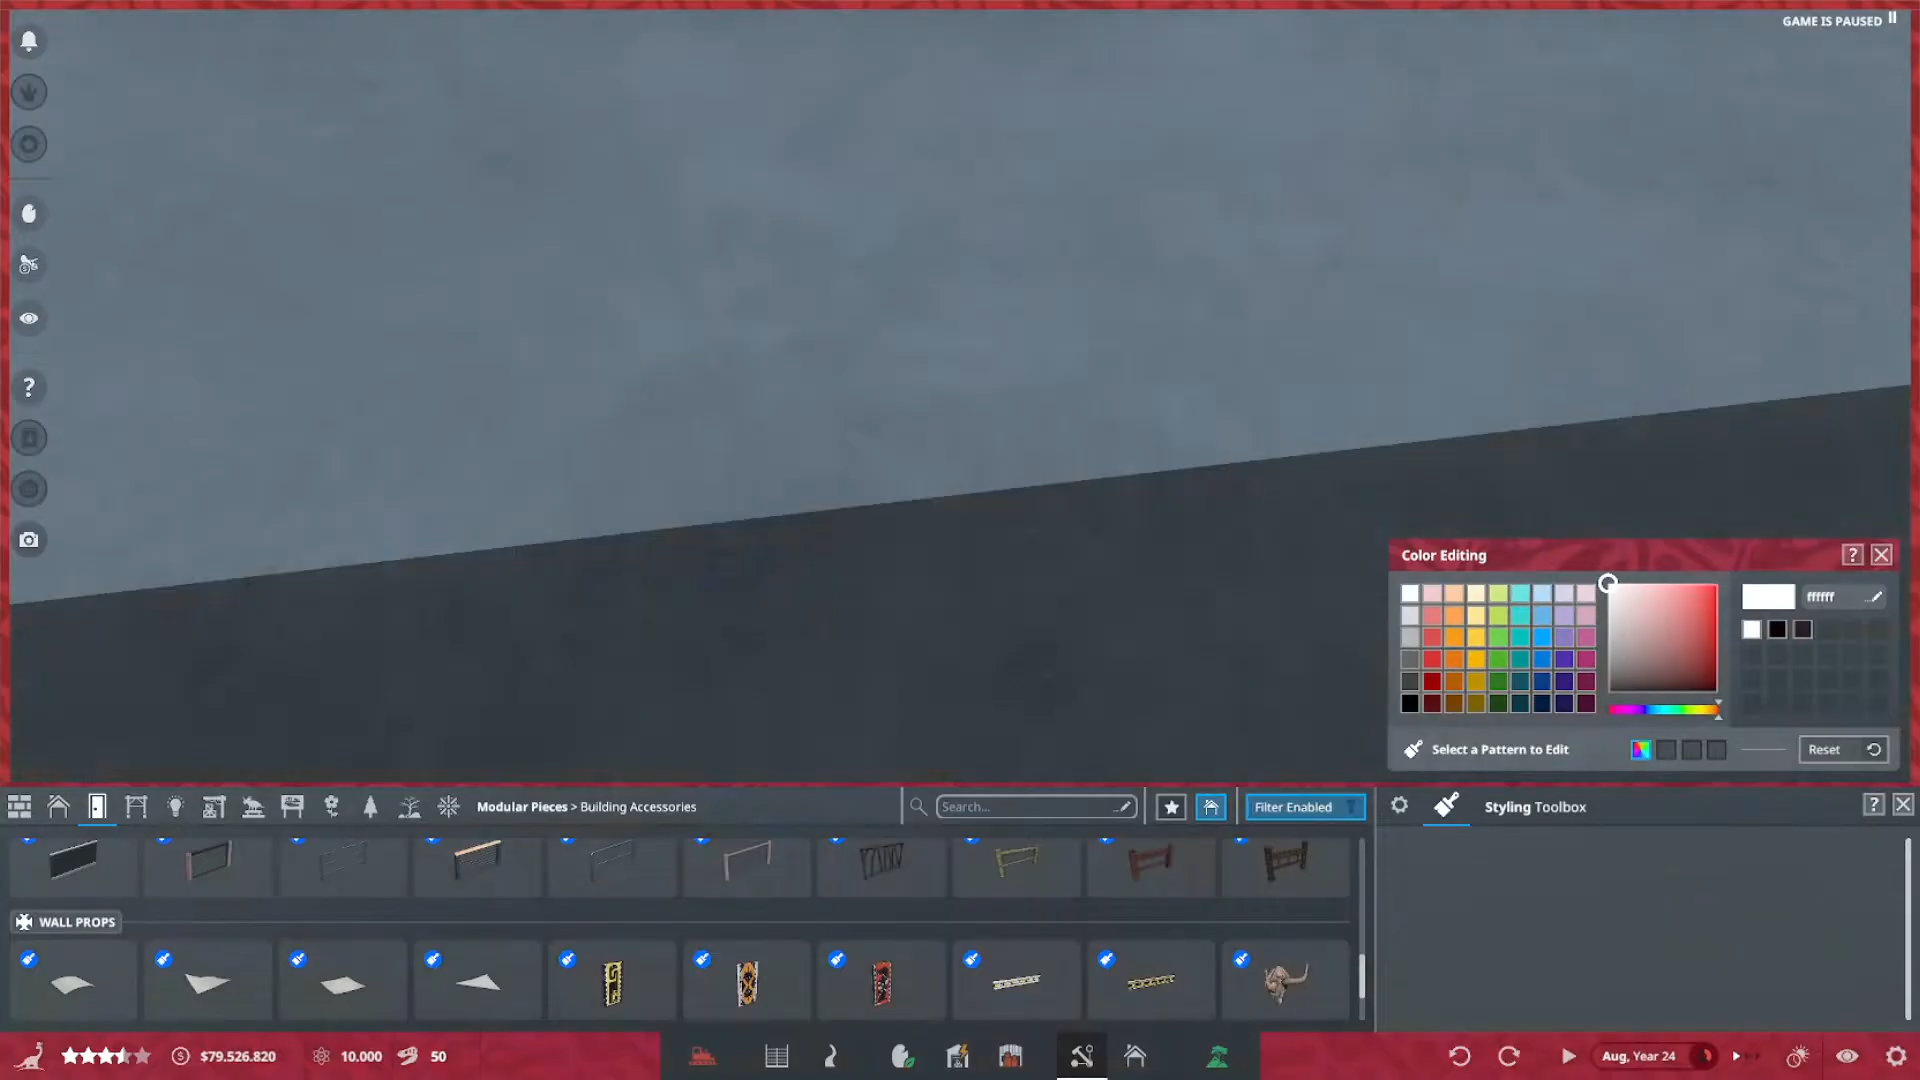 GAME IS PAUSED
Color Editing
?
ffffff
Select a Pattern to Edit
Reset
Modular Pieces > Building Accessories
Search...
Filter Enabled
Styling Toolbox
?
WALL PROPS
$79.526.820
10.000
50
Aug, Year 24